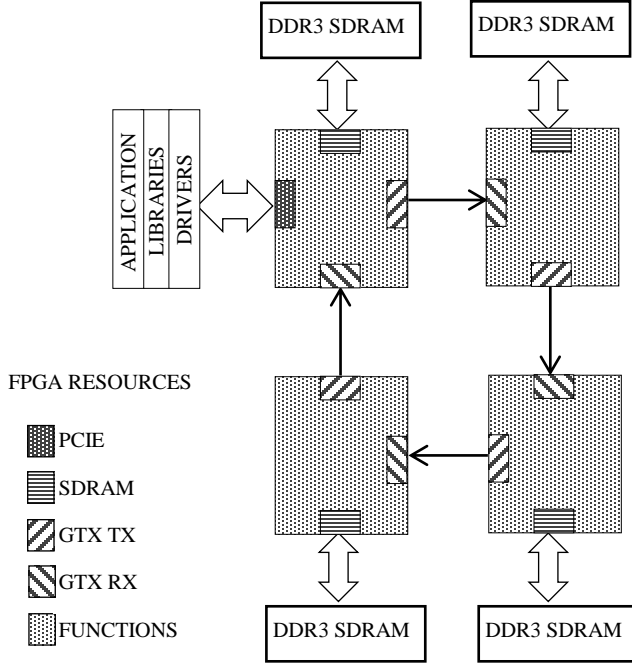 DDR3 SDRAM
DDR3 SDRAM
APPLICATION
LIBRARIES
DRIVERS
FPGA RESOURCES
PCIE
SDRAM
GTX TX
GTX RX
FUNCTIONS
DDR3 SDRAM
DDR3 SDRAM